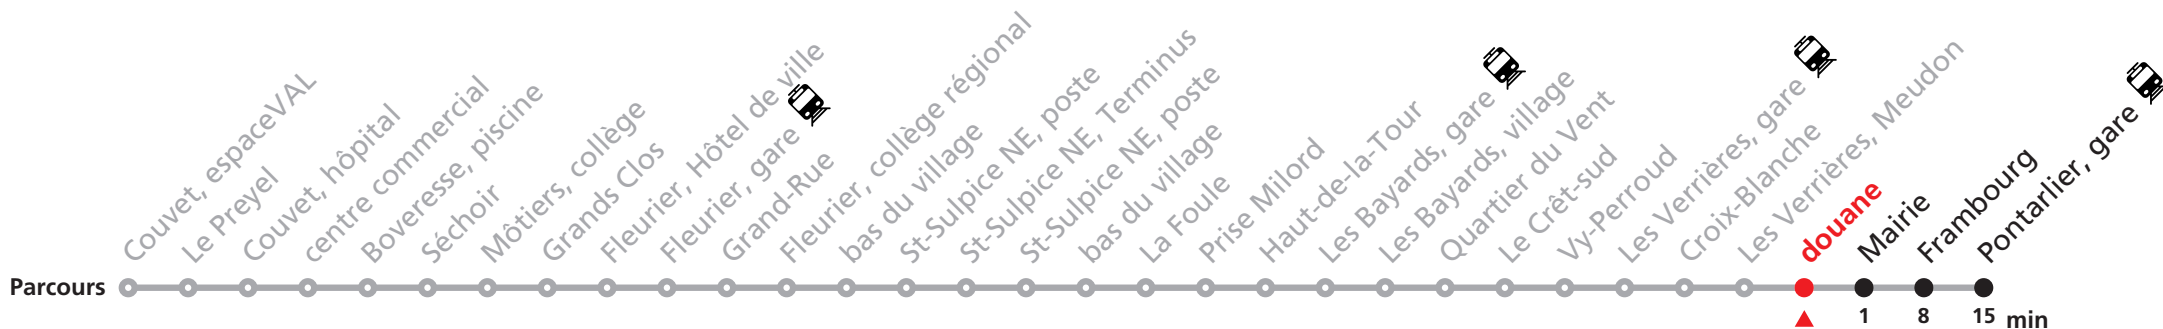 Parcours
Couvet, espaceVAL
Le Preyel
Couvet, hôpital
centre commercial
Boveresse, piscine
Séchoir
Môtiers, collège
Grands Clos
Fleurier, Hôtel de ville
Fleurier, gare
Grand-Rue
Fleurier, collège régional
bas du village
St-Sulpice NE, poste
St-Sulpice NE, Terminus
St-Sulpice NE, poste
bas du village
La Foule
Prise Milord
Haut-de-la-Tour
Les Bayards, gare
Les Bayards, village
Quartier du Vent
Le Crêt-sud
Vy-Perroud
Les Verrières, gare
Croix-Blanche
Les Verrières, Meudon
douane
Mairie
Frambourg
Pontarlier, gare
1 8 15 min